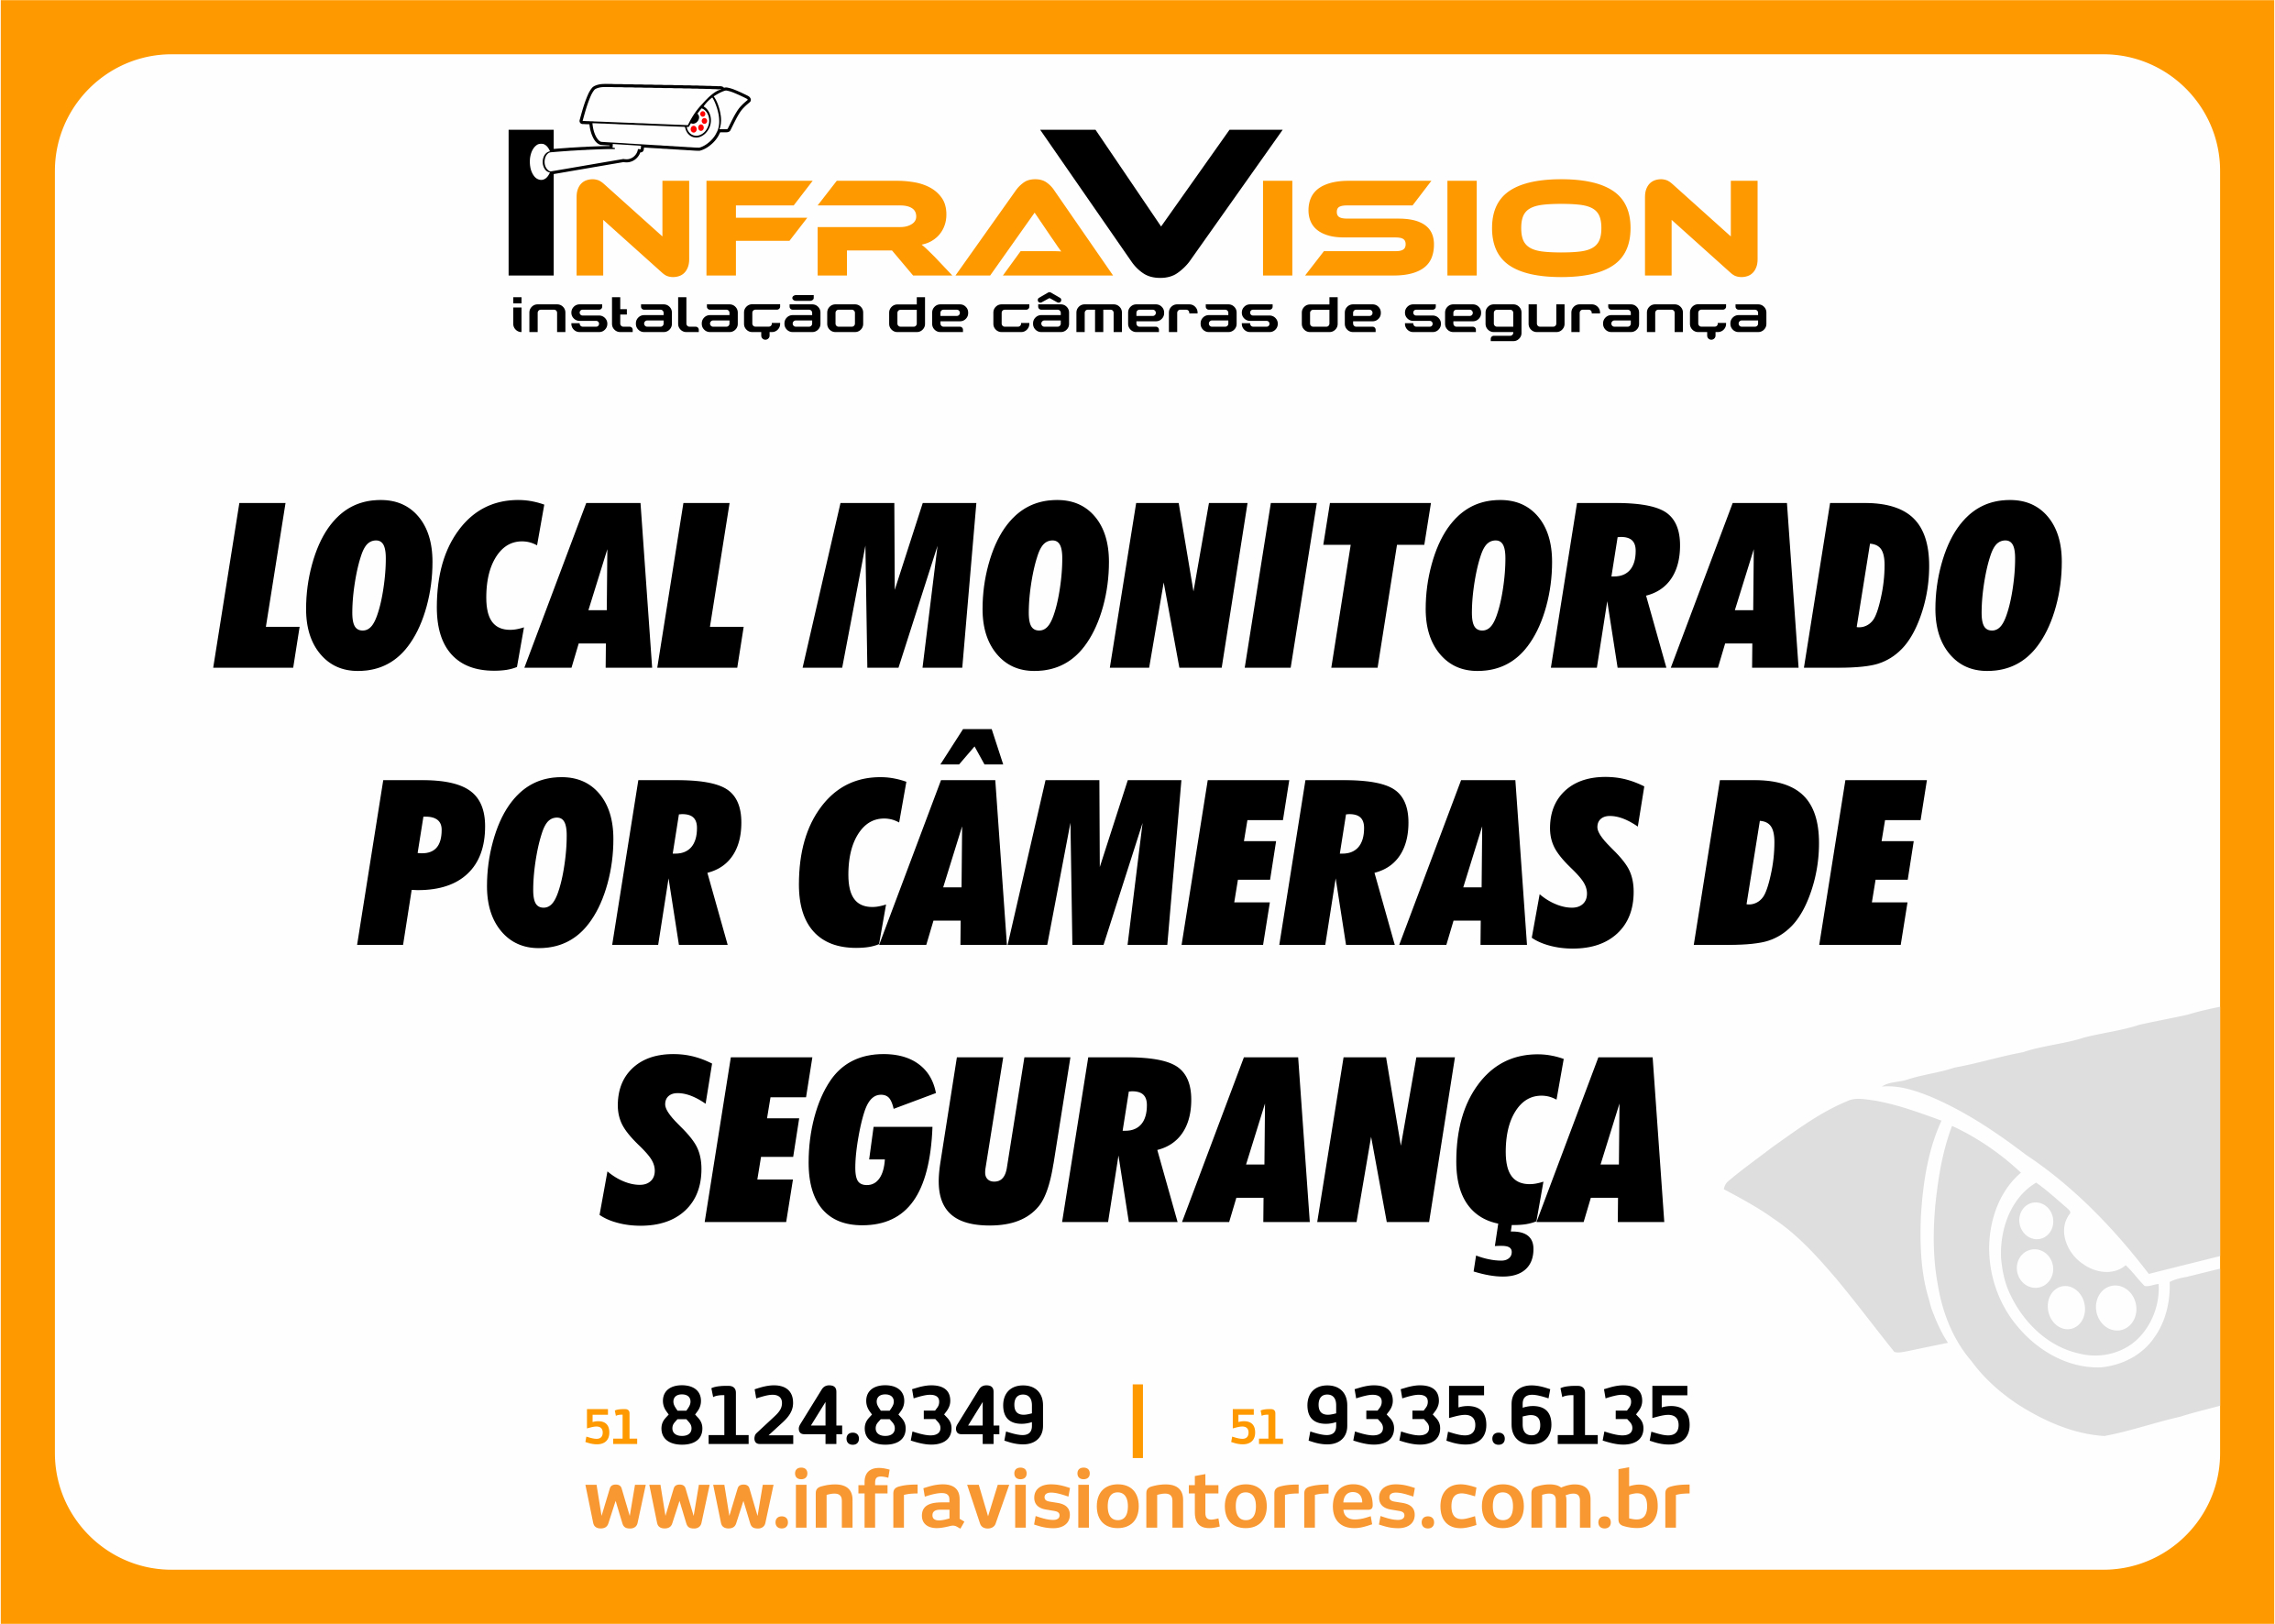 INFRAVISION
instalação de câmeras de segurança
LOCAL MONITORADO
POR CÂMERAS DE
SEGURANÇA
51 8124.8349 | 51 9335.6135
www.infravisiontorres.com.br